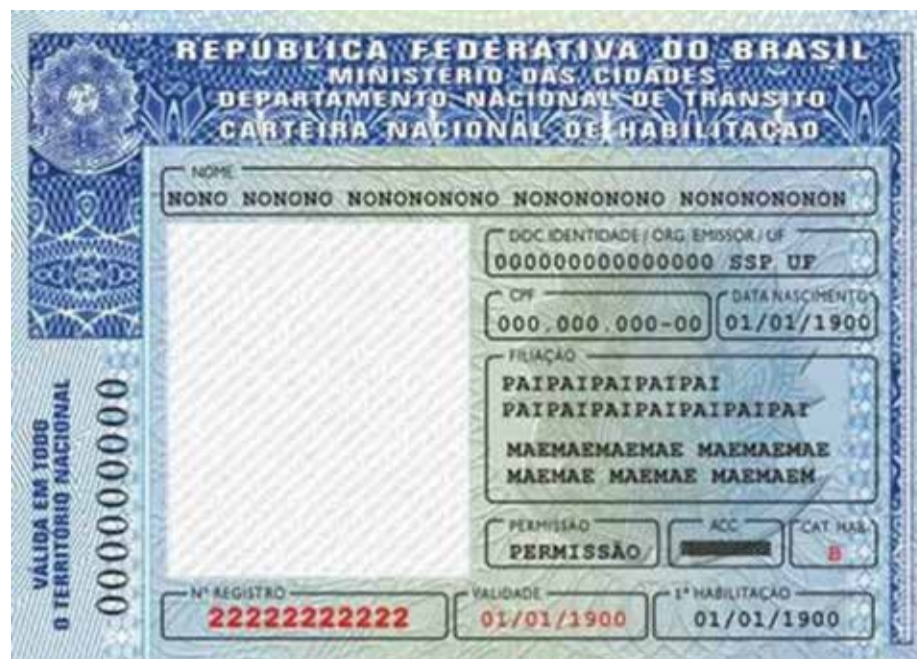 REPÚBLICA FEDERATIVA DO BRASIL
MINISTÉRIO DAS CIDADES
DEPARTAMENTO NACIONAL DE TRÂNSITO
CARTEIRA NACIONAL DE HABILITAÇÃO
NOME
NONO NONONO NONONONONO NONONONONO NONONONONON
DOC. IDENTIDADE / ORG. EMISSOR / UF
000000000000000 SSP UF
CPF
DATA NASCIMENTO
000.000.000-00
01/01/1900
FILIAÇÃO
PAIPAIPAIPAIPAI
PAIPAIPAIPAIPAIPAIPAI
MAEMAEMAEMAE MAEMAEMAE
MAEMAE MAEMAE MAEMAEM
PERMISSÃO
ACC
CAT. HAB.
PERMISSÃO
B
Nº REGISTRO
VALIDADE
1ª HABILITAÇÃO
22222222222
01/01/1900
01/01/1900
VÁLIDA EM TODO
O TERRITÓRIO NACIONAL
000000000